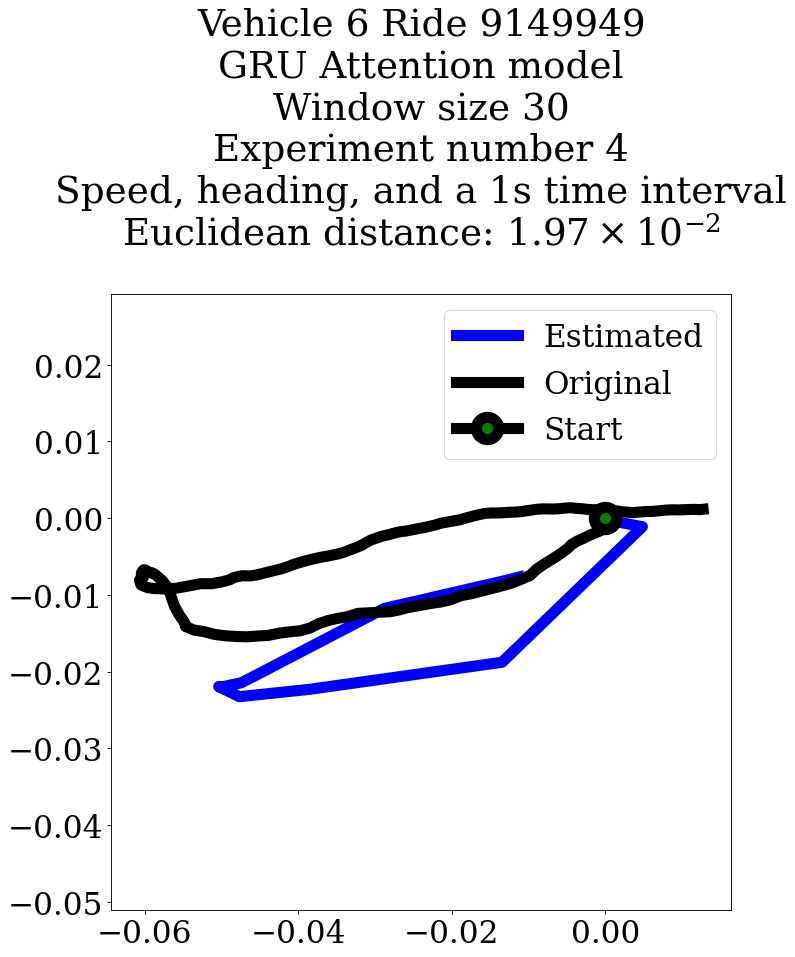 Vehicle 6 Ride 9149949
GRU Attention model
Window size 30
Experiment number 4
Speed, heading, and a 1s time interval
Euclidean distance: 1.97 × 10⁻²
Estimated
Original
Start
0.02
0.01
0.00
−0.01
−0.02
−0.03
−0.04
−0.05
−0.06 −0.04 −0.02 0.00